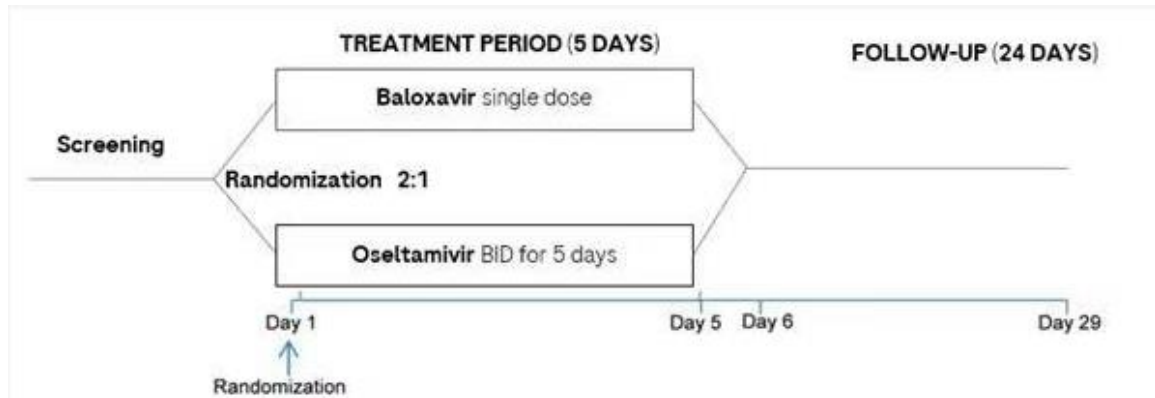 TREATMENT PERIOD (5 DAYS)
FOLLOW-UP (24 DAYS)
Baloxavir single dose
Screening
Randomization 2:1
Oseltamivir BID for 5 days
Day 1
Day 5
Day 6
Day 29
Randomization